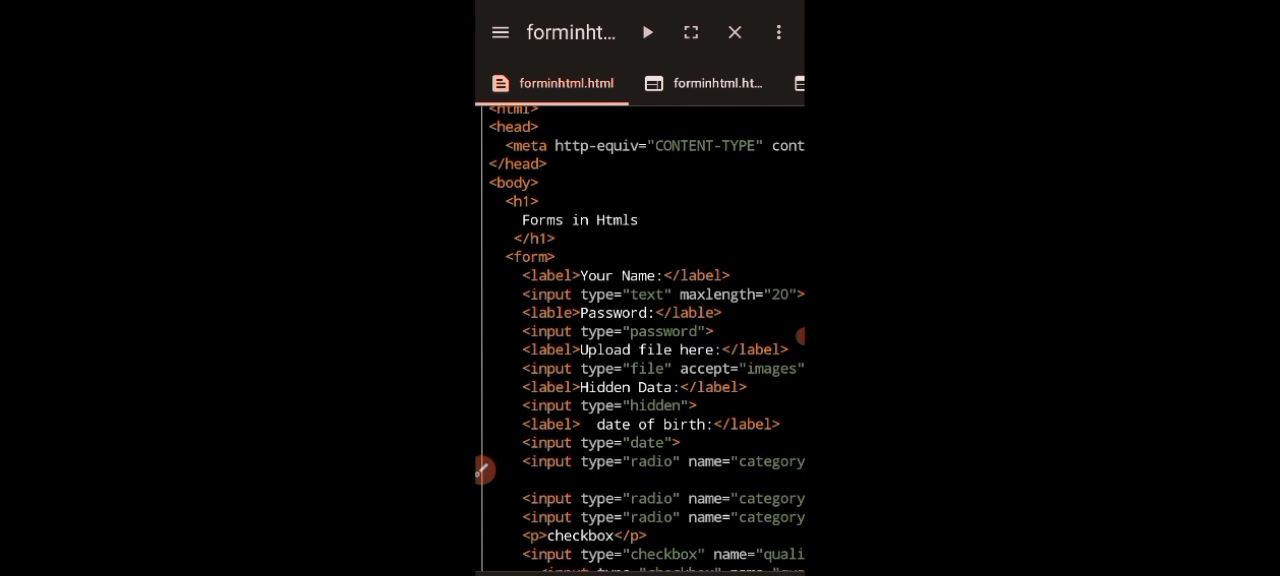 forminht...
forminhtml.html forminhtml.ht...
<html>
<head>
<meta http-equiv="CONTENT-TYPE" cont
</head>
<body>
<h1>
Forms in Htmls
</h1>
<form>
<label>Your Name:</label>
<input type="text" maxlength="20">
<lable>Password:</lable>
<input type="password">
<label>Upload file here:</label>
<input type="file" accept="images"
<label>Hidden Data:</label>
<input type="hidden">
<label>  date of birth:</label>
<input type="date">
<input type="radio" name="category
<input type="radio" name="category
<input type="radio" name="category
<p>checkbox</p>
<input type="checkbox" name="quali